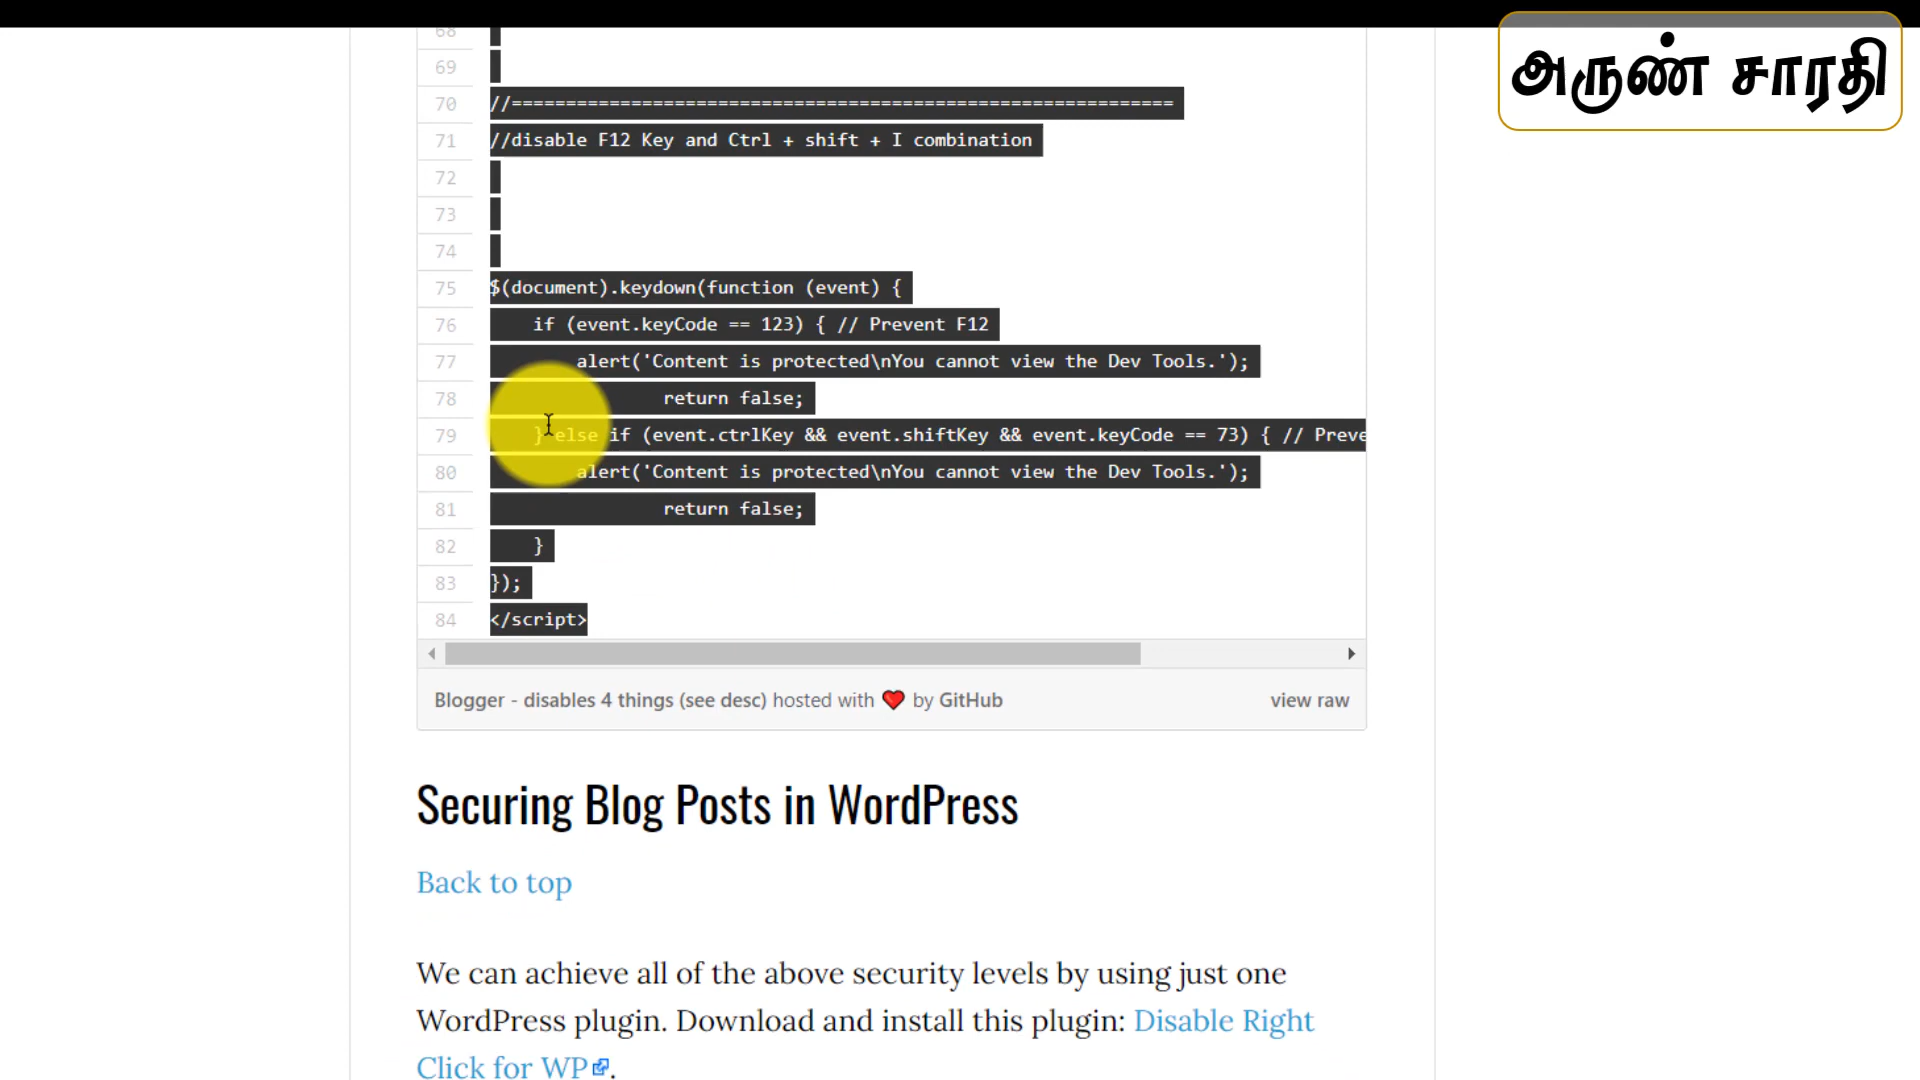 அருண் சாரதி
68
69
70 //=============================================================
71 //disable F12 Key and Ctrl + shift + I combination
72
73
74
75 $(document).keydown(function (event) {
76 if (event.keyCode == 123) { // Prevent F12
77 alert('Content is protected\nYou cannot view the Dev Tools.');
78 return false;
79 } else if (event.ctrlKey && event.shiftKey && event.keyCode == 73) { // Preve
80 alert('Content is protected\nYou cannot view the Dev Tools.');
81 return false;
82 }
83 });
84 </script>
Blogger - disables 4 things (see desc) hosted with ❤ by GitHub view raw
Securing Blog Posts in WordPress
Back to top
We can achieve all of the above security levels by using just one
WordPress plugin. Download and install this plugin: Disable Right
Click for WP.